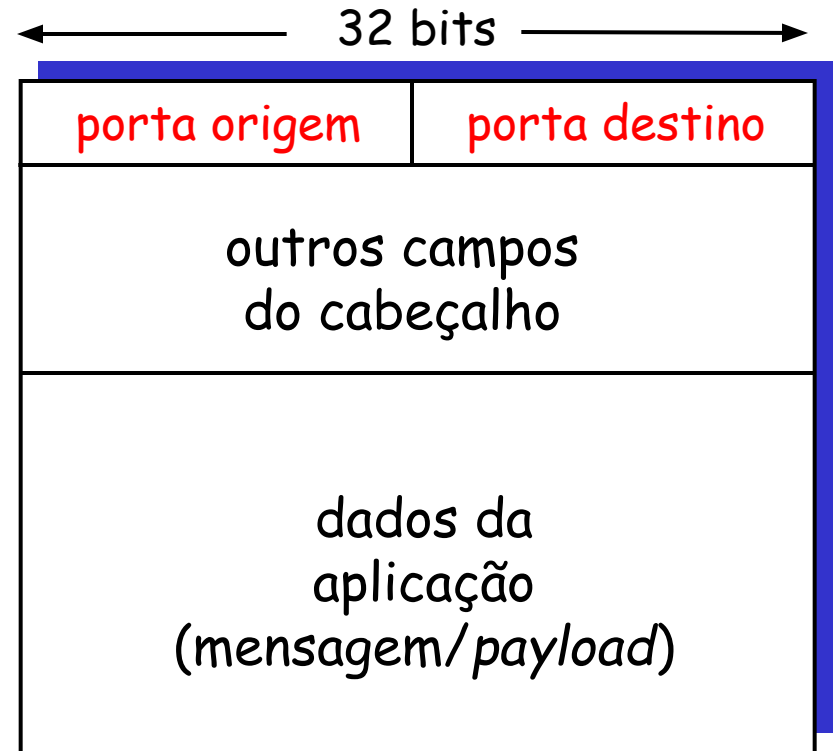 32 bits
porta origem porta destino
outros campos
do cabeçalho
dados da
aplicação
(mensagem/payload)